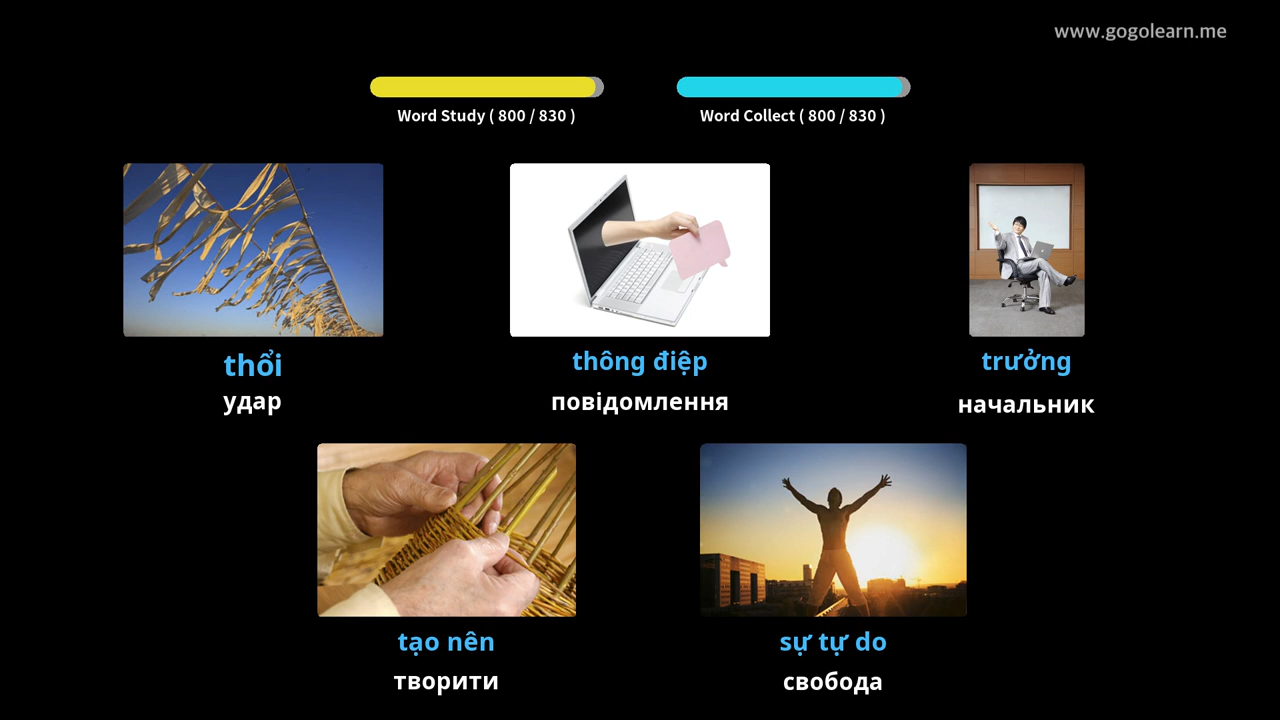 www.gogolearn.me
Word Study ( 800 / 830 )
Word Collect ( 800 / 830 )
thổi
удар
thông điệp
повідомлення
trưởng
начальник
tạo nên
творити
sự tự do
свобода